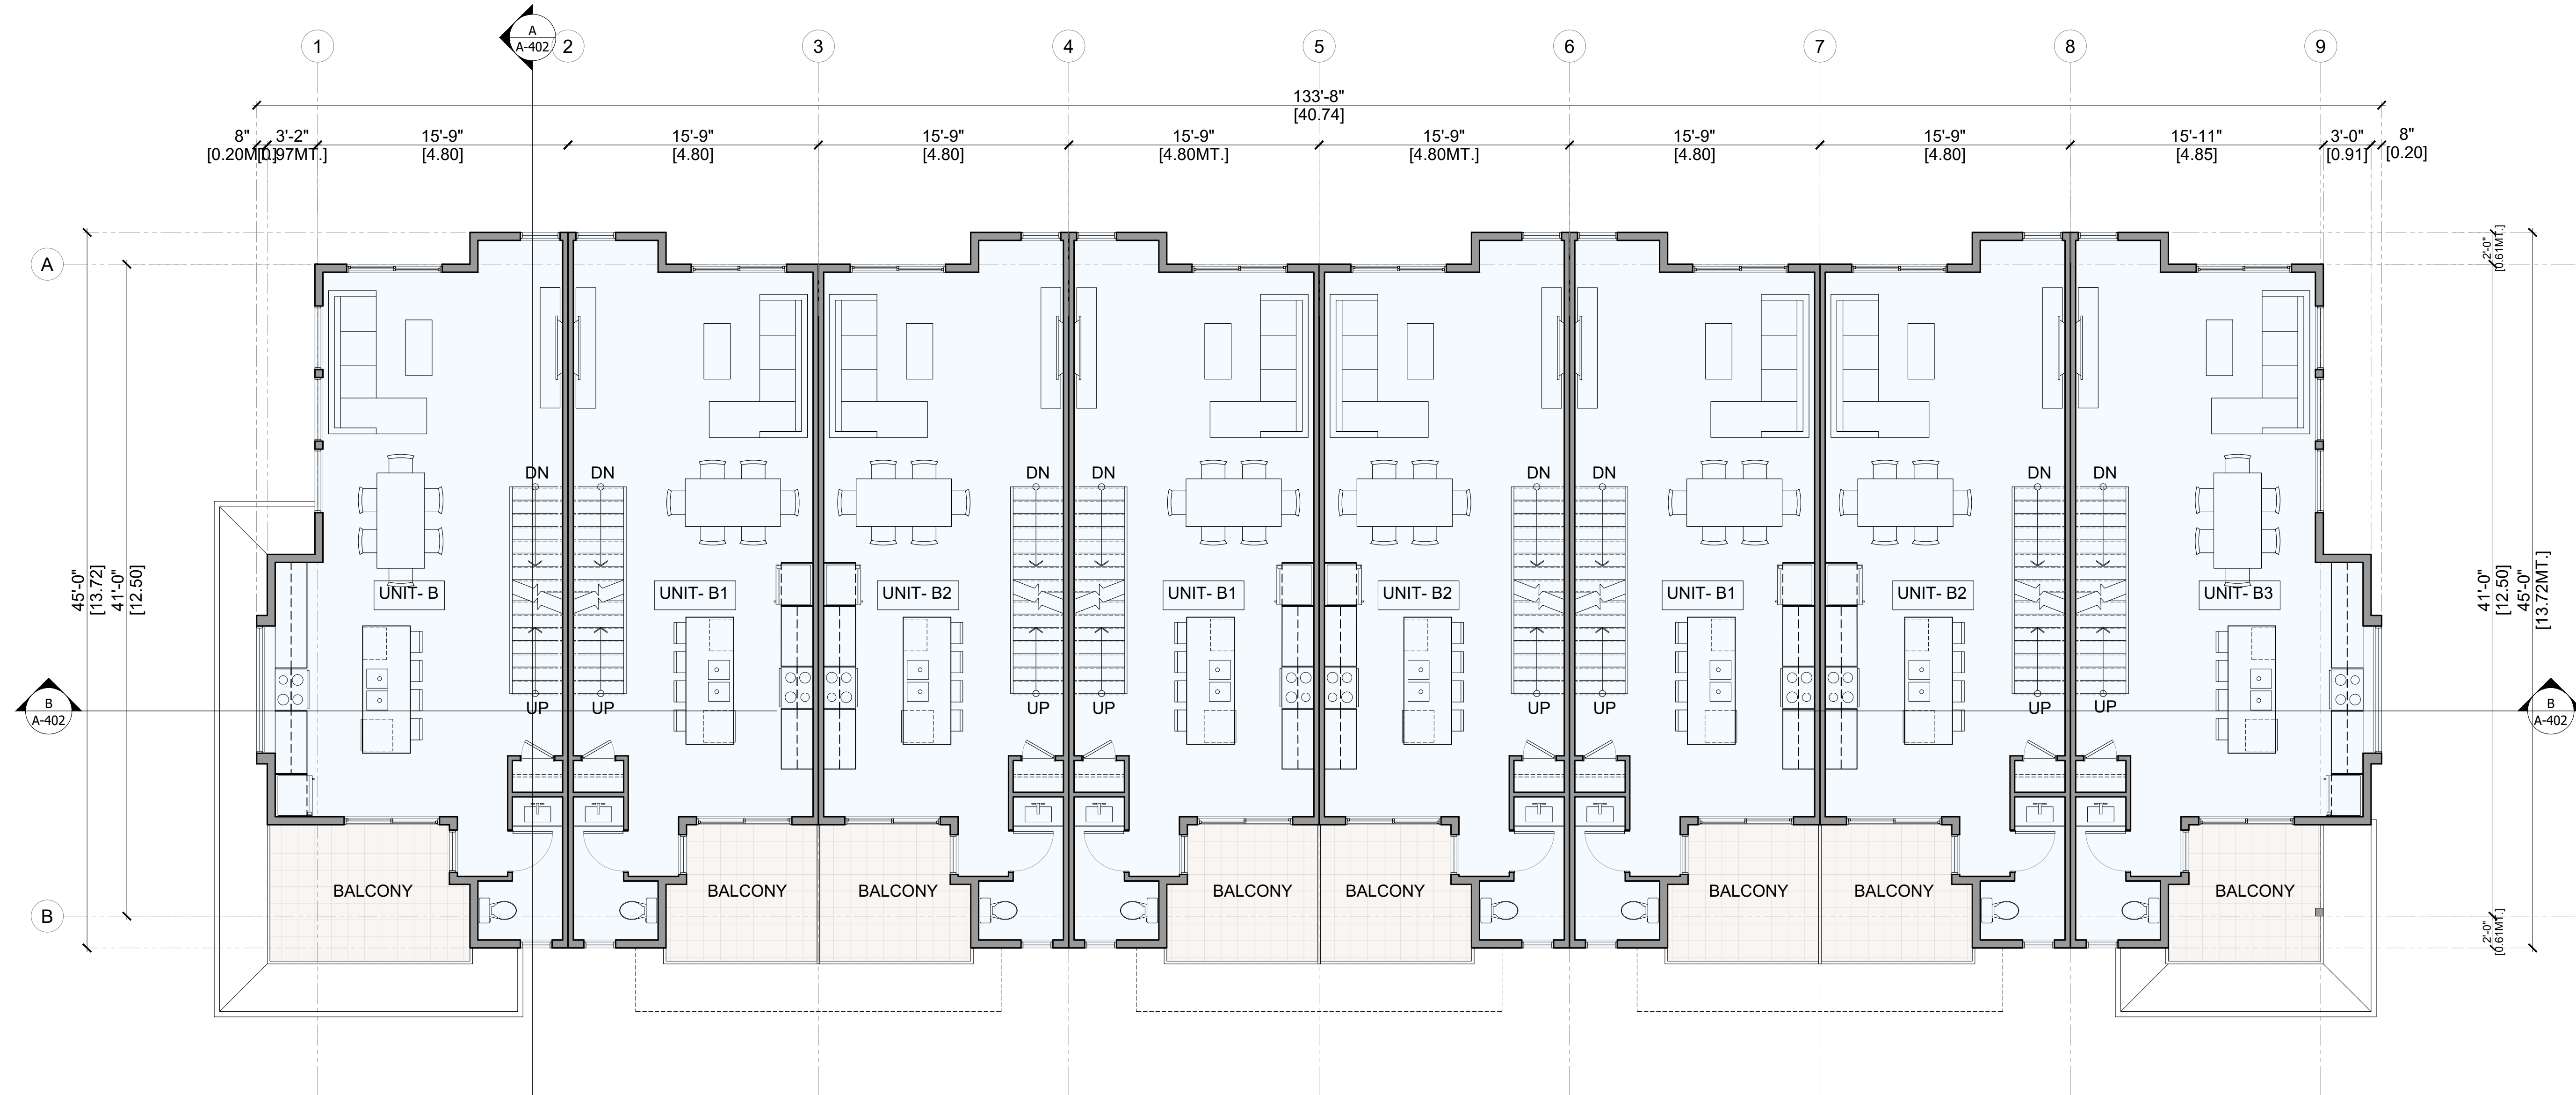 A
A-402
1
2
3
4
5
6
7
8
9
133'-8"
[40.74]
8"
[0.20MT.]
3'-2"
[0.97MT.]
15'-9"
[4.80]
15'-9"
[4.80]
15'-9"
[4.80]
15'-9"
[4.80MT.]
15'-9"
[4.80MT.]
15'-9"
[4.80]
15'-9"
[4.80]
15'-11"
[4.85]
3'-0"
[0.91]
8"
[0.20]
A
2'-0"
[0.61MT.]
DN
DN
DN
DN
DN
DN
DN
DN
45'-0"
[13.72]
41'-0"
[12.50]
41'-0"
[12.50]
45'-0"
[13.72MT.]
UNIT- B
UNIT- B1
UNIT- B2
UNIT- B1
UNIT- B2
UNIT- B1
UNIT- B2
UNIT- B3
B
A-402
UP
UP
UP
UP
UP
UP
UP
UP
B
A-402
BALCONY
BALCONY
BALCONY
BALCONY
BALCONY
BALCONY
BALCONY
BALCONY
B
2'-0"
[0.61MT.]